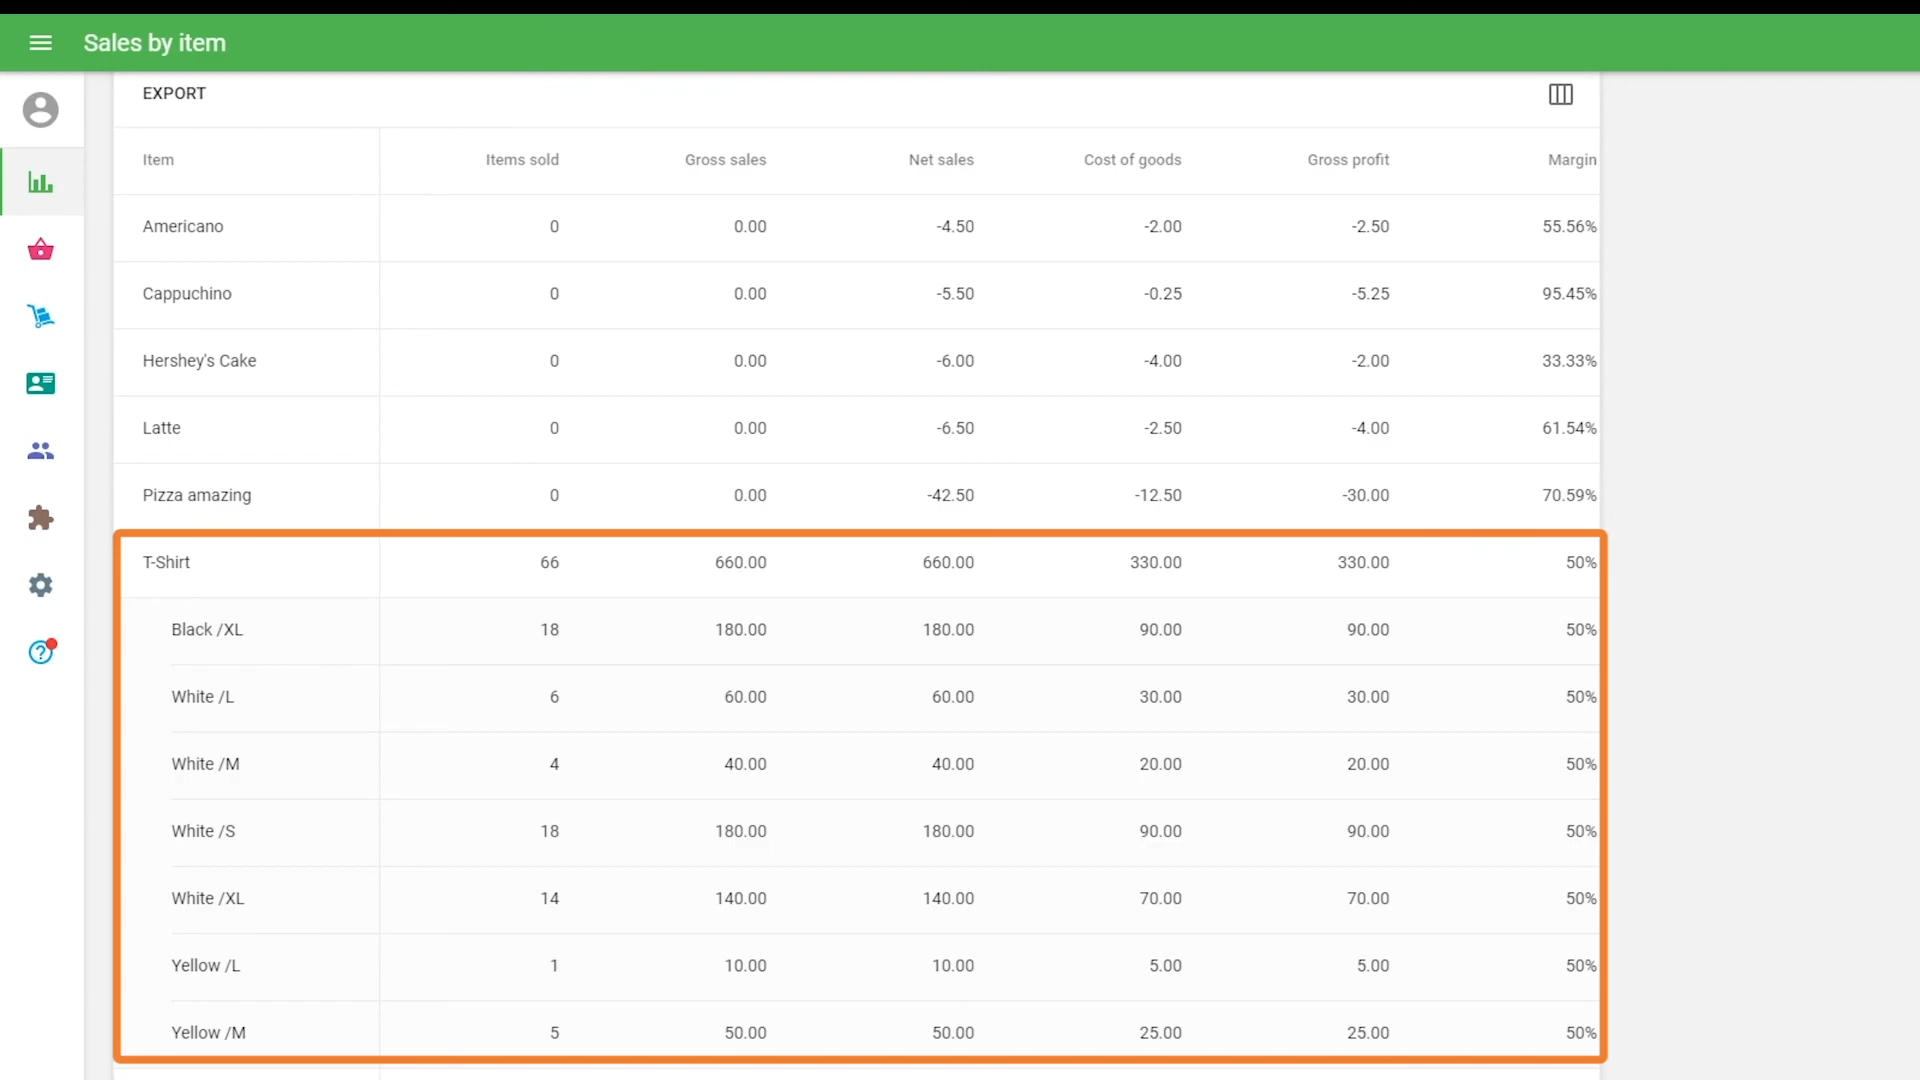 Sales by item
EXPORT
Item Items sold Gross sales Net sales Cost of goods Gross profit Margin
Americano 0 0.00 -4.50 -2.00 -2.50 55.56%
Cappuchino 0 0.00 -5.50 -0.25 -5.25 95.45%
Hershey's Cake 0 0.00 -6.00 -4.00 -2.00 33.33%
Latte 0 0.00 -6.50 -2.50 -4.00 61.54%
Pizza amazing 0 0.00 -42.50 -12.50 -30.00 70.59%
T-Shirt 66 660.00 660.00 330.00 330.00 50%
Black /XL 18 180.00 180.00 90.00 90.00 50%
White /L 6 60.00 60.00 30.00 30.00 50%
White /M 4 40.00 40.00 20.00 20.00 50%
White /S 18 180.00 180.00 90.00 90.00 50%
White /XL 14 140.00 140.00 70.00 70.00 50%
Yellow /L 1 10.00 10.00 5.00 5.00 50%
Yellow /M 5 50.00 50.00 25.00 25.00 50%